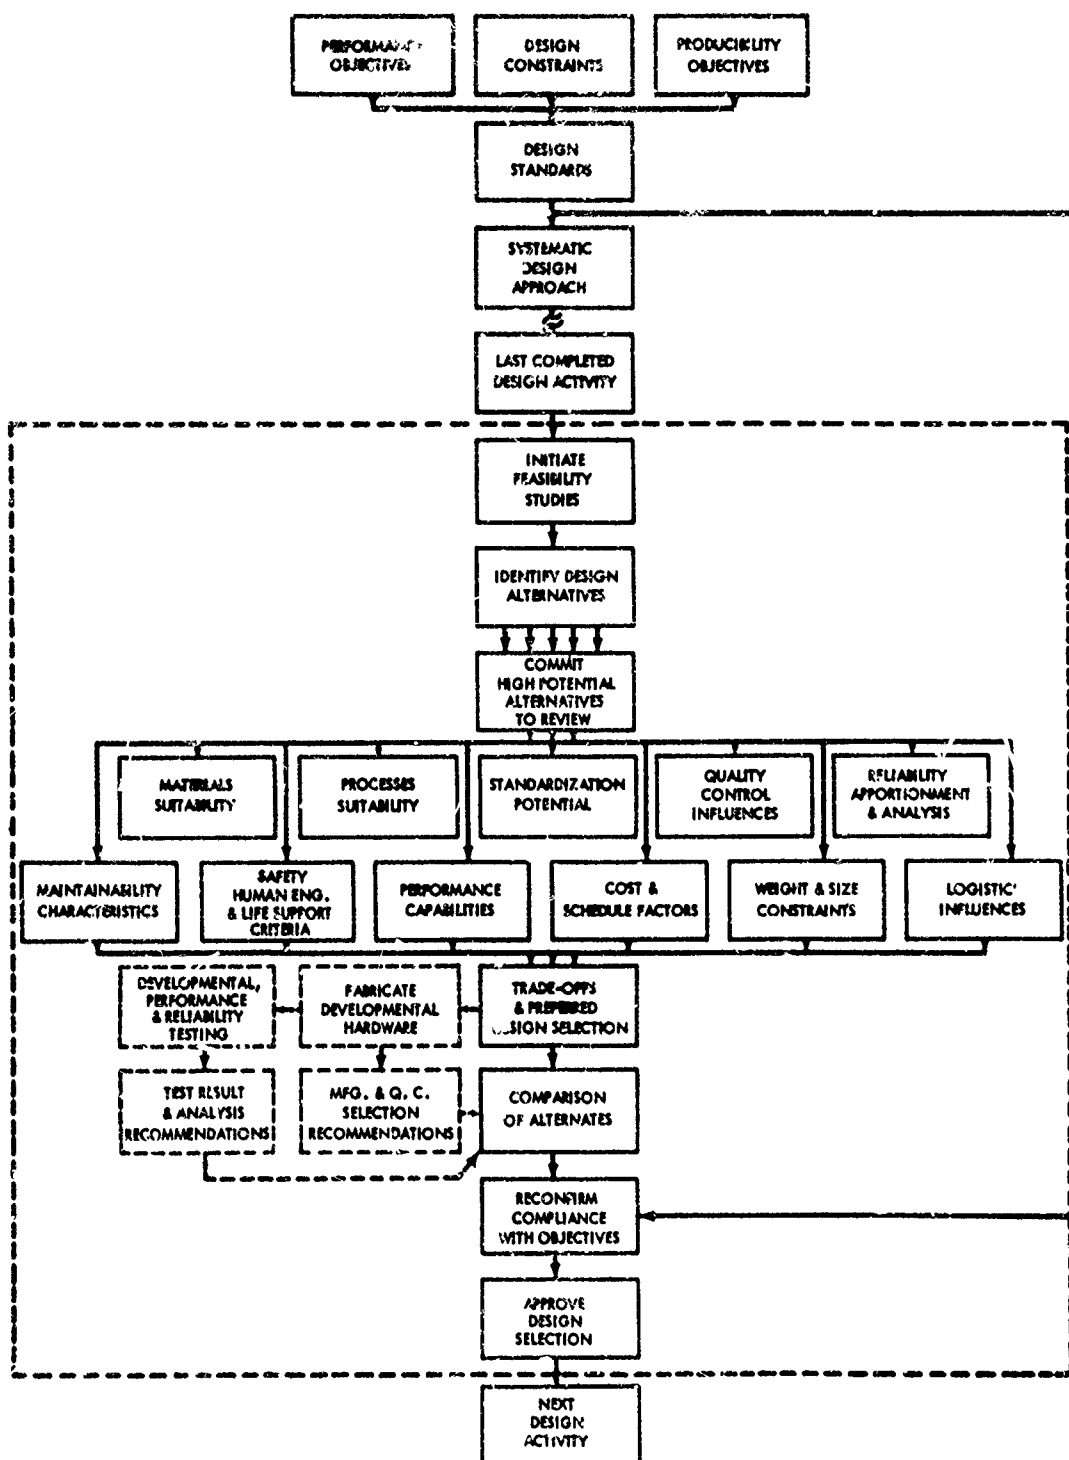 PERFORMANCE
OBJECTIVES
DESIGN
CONSTRAINTS
PRODUCIBILITY
OBJECTIVES
DESIGN
STANDARDS
SYSTEMATIC
DESIGN
APPROACH
LAST COMPLETED
DESIGN ACTIVITY
INITIATE
FEASIBILITY
STUDIES
IDENTIFY DESIGN
ALTERNATIVES
COMMIT
HIGH POTENTIAL
ALTERNATIVES
TO REVIEW
MATERIALS
SUITABILITY
PROCESSES
SUITABILITY
STANDARDIZATION
POTENTIAL
QUALITY
CONTROL
INFLUENCES
RELIABILITY
APPORTIONMENT
& ANALYSIS
MAINTAINABILITY
CHARACTERISTICS
SAFETY
HUMAN ENG.
& LIFE SUPPORT
CRITERIA
PERFORMANCE
CAPABILITIES
COST &
SCHEDULE FACTORS
WEIGHT & SIZE
CONSTRAINTS
LOGISTIC'
INFLUENCES
DEVELOPMENTAL,
PERFORMANCE
& RELIABILITY
TESTING
FABRICATE
DEVELOPMENTAL
HARDWARE
TRADE-OFFS
& PREFERRED
DESIGN SELECTION
TEST RESULT
& ANALYSIS
RECOMMENDATIONS
MFG. & Q. C.
SELECTION
RECOMMENDATIONS
COMPARISON
OF ALTERNATES
RECONFIRM
COMPLIANCE
WITH OBJECTIVES
APPROVE
DESIGN
SELECTION
NEXT
DESIGN
ACTIVITY